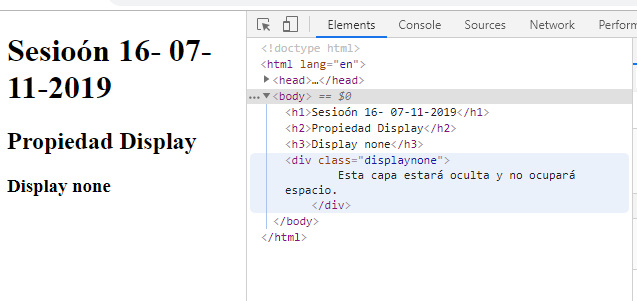 Sesioón 16- 07-
11-2019
Propiedad Display
Display none
Elements Console Sources Network Perform
<!doctype html>
<html lang="en">
<head>…</head>
<body> == $0
<h1>Sesioón 16- 07-11-2019</h1>
<h2>Propiedad Display</h2>
<h3>Display none</h3>
<div class="displaynone">
Esta capa estará oculta y no ocupará
espacio.
</div>
</body>
</html>